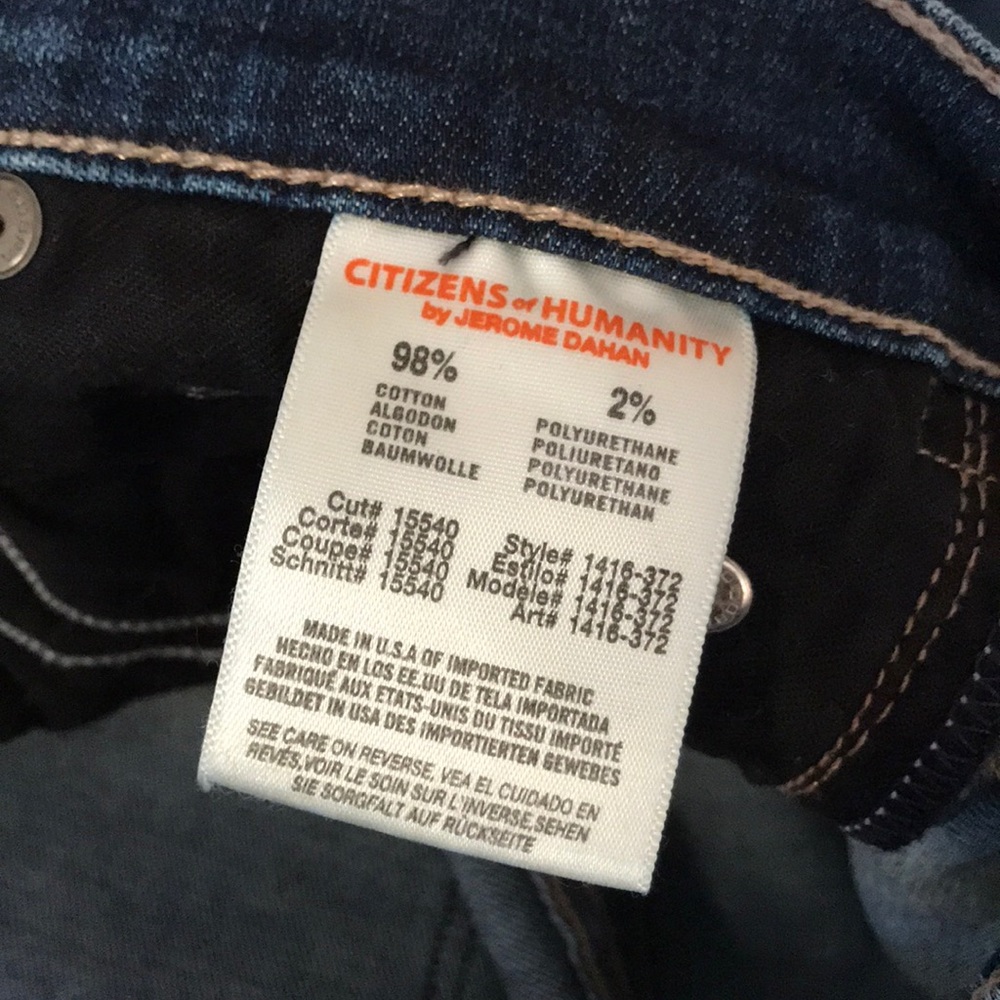 CITIZENS of HUMANITY
by JEROME DAHAN
98%
COTTON
ALGODON
COTON
BAUMWOLLE
2%
POLYURETHANE
POLIURETANO
POLYURETHANE
POLYURETHAN
Cut# 15540
Corte# 15540
Coupe# 15540
Schnitt# 15540
Style# 1416-372
Estilo# 1416-372
Modele# 1416-372
Art# 1416-372
MADE IN U.S.A OF IMPORTED FABRIC
HECHO EN LOS EE.UU DE TELA IMPORTADA
FABRIQUÉ AUX ETATS-UNIS DU TISSU IMPORTÉ
GEBILDET IN USA DES IMPORTIERTEN GEWEBES
SEE CARE ON REVERSE, VEA EL CUIDADO EN
REVÉS,VOIR LE SOIN SUR L'INVERSE,SEHEN
SIE SORGFALT AUF RÜCKSEITE